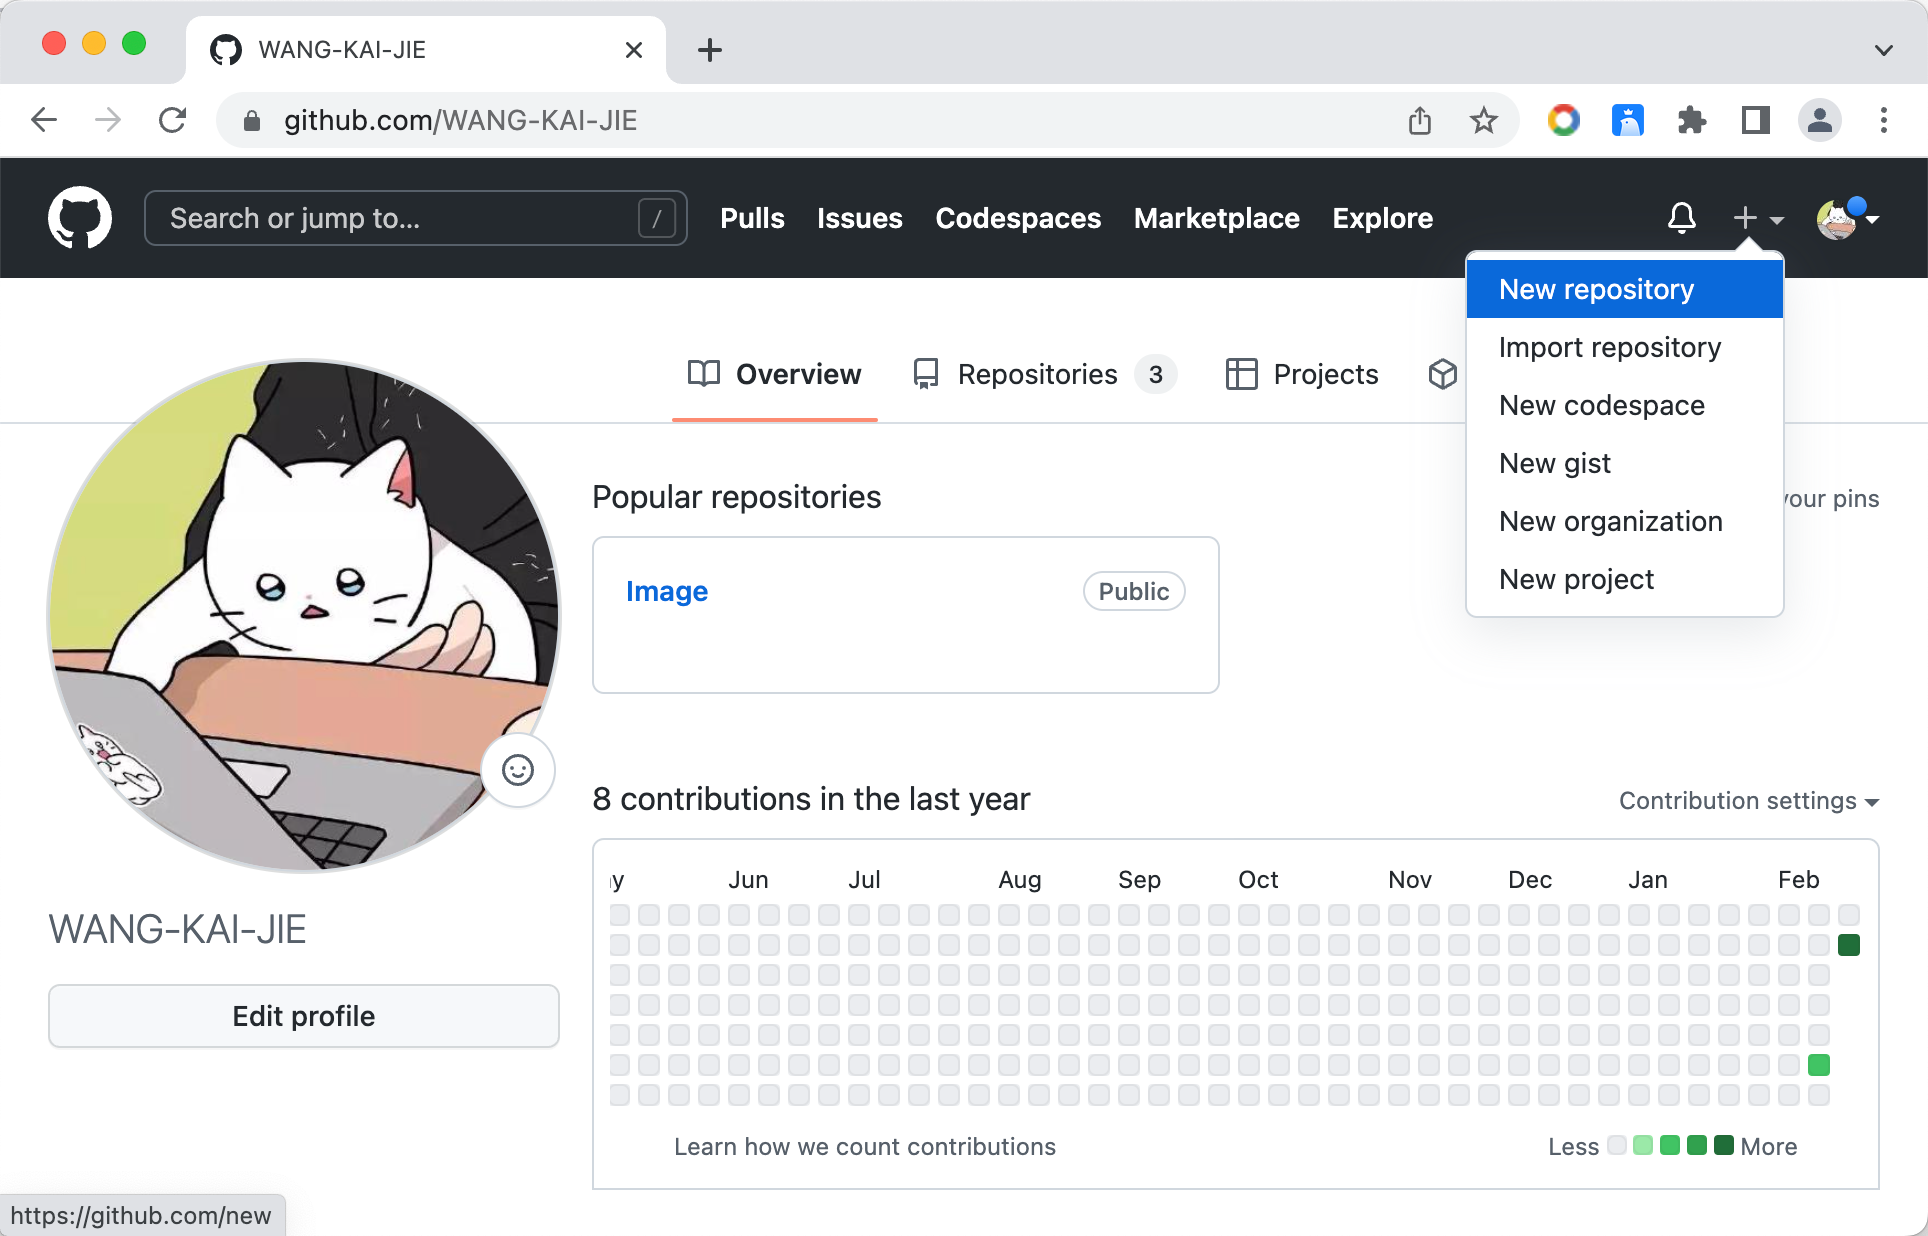 WANG-KAI-JIE
github.com/WANG-KAI-JIE
Search or jump to...
/
Pulls
Issues
Codespaces
Marketplace
Explore
New repository
Import repository
New codespace
New gist
New organization
New project
Overview
Repositories 3
Projects
Popular repositories
your pins
Image
Public
8 contributions in the last year
Contribution settings
Jun Jul Aug Sep Oct Nov Dec Jan Feb
WANG-KAI-JIE
Edit profile
Learn how we count contributions
Less
More
https://github.com/new